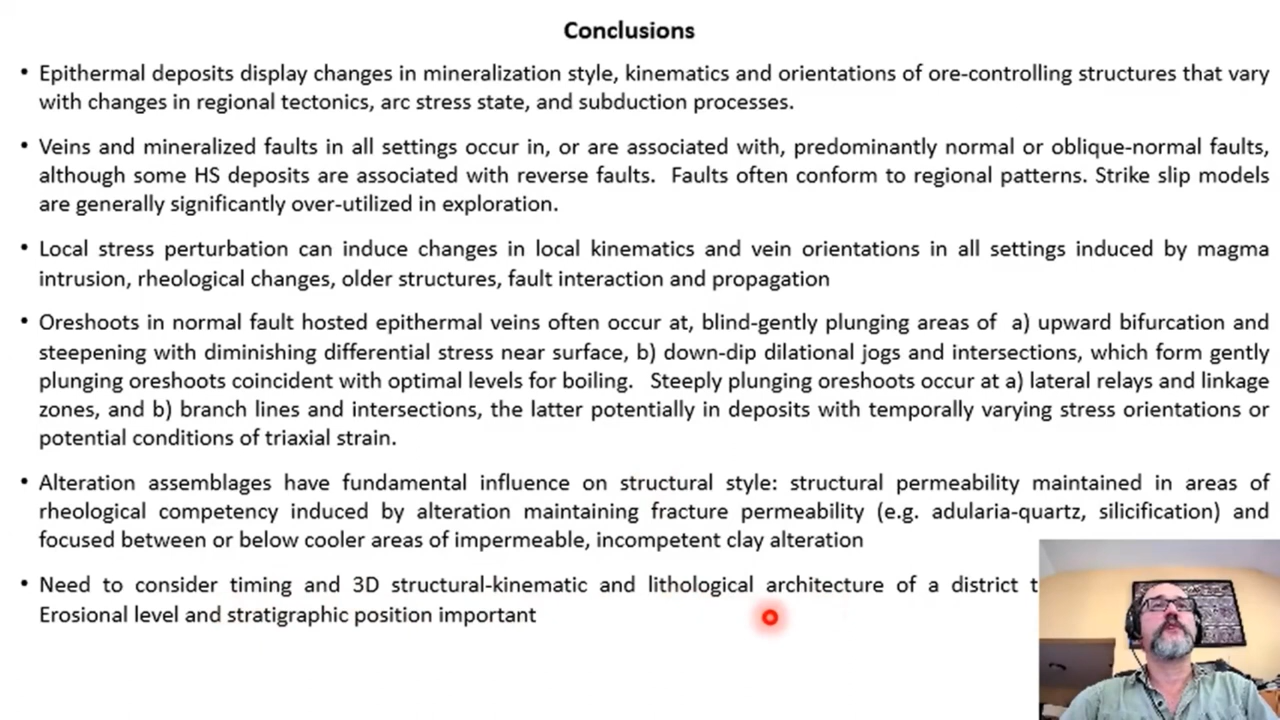 Conclusions
• Epithermal deposits display changes in mineralization style, kinematics and orientations of ore-controlling structures that vary
with changes in regional tectonics, arc stress state, and subduction processes.
• Veins and mineralized faults in all settings occur in, or are associated with, predominantly normal or oblique-normal faults,
although some HS deposits are associated with reverse faults. Faults often conform to regional patterns. Strike slip models
are generally significantly over-utilized in exploration.
• Local stress perturbation can induce changes in local kinematics and vein orientations in all settings induced by magma
intrusion, rheological changes, older structures, fault interaction and propagation
• Oreshoots in normal fault hosted epithermal veins often occur at, blind-gently plunging areas of a) upward bifurcation and
steepening with diminishing differential stress near surface, b) down-dip dilational jogs and intersections, which form gently
plunging oreshoots coincident with optimal levels for boiling. Steeply plunging oreshoots occur at a) lateral relays and linkage
zones, and b) branch lines and intersections, the latter potentially in deposits with temporally varying stress orientations or
potential conditions of triaxial strain.
• Alteration assemblages have fundamental influence on structural style: structural permeability maintained in areas of
rheological competency induced by alteration maintaining fracture permeability (e.g. adularia-quartz, silicification) and
focused between or below cooler areas of impermeable, incompetent clay alteration
• Need to consider timing and 3D structural-kinematic and lithological architecture of a district
Erosional level and stratigraphic position important